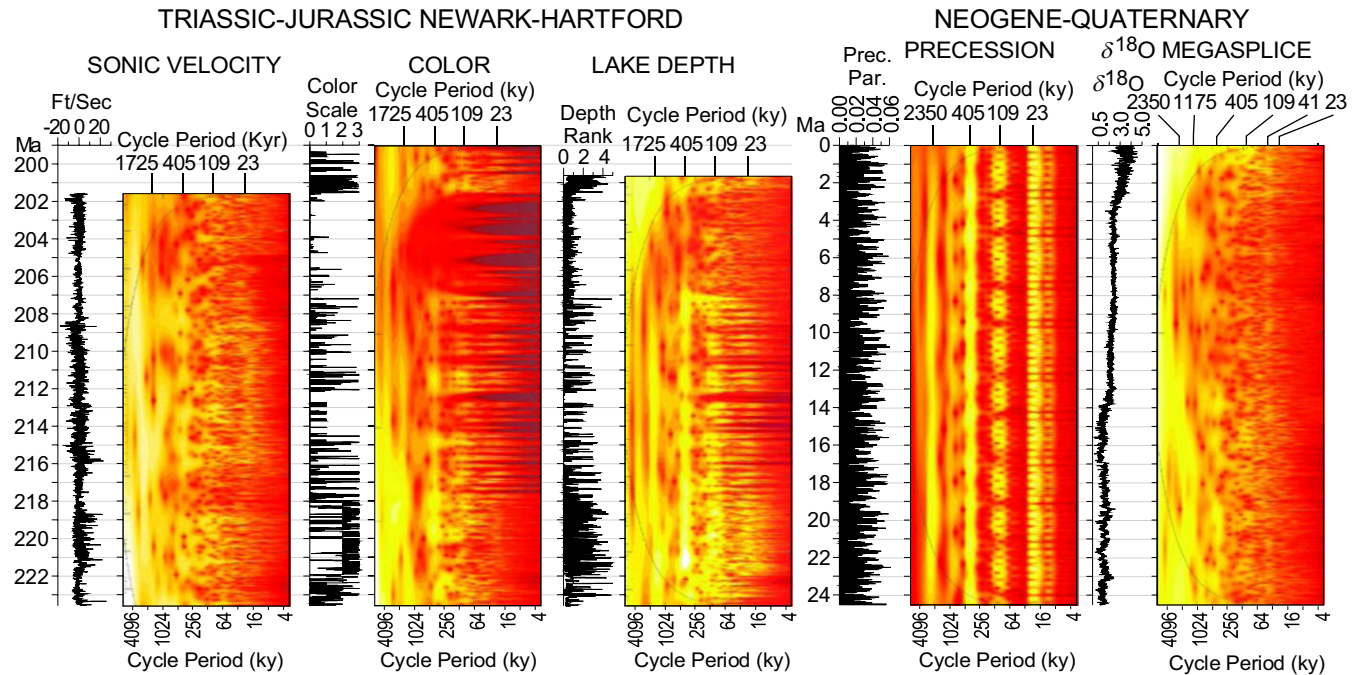 TRIASSIC-JURASSIC NEWARK-HARTFORD
NEOGENE-QUATERNARY
SONIC VELOCITY
COLOR
LAKE DEPTH
PRECESSION
δ18O MEGASPLICE
Ft/Sec
-20 0 20
Ma
Cycle Period (Kyr)
1725 405 109 23
Color
Scale
0 1 2 3
Cycle Period (ky)
1725 405 109 23
Depth
Rank
0 2 4
Cycle Period (ky)
1725 405 109 23
Prec.
Par.
0.00
0.02
0.04
0.06
Ma
Cycle Period (ky)
2350 405 109 23
δ18O
0.5
3.0
5.0
Cycle Period (ky)
2350 1175 405 109 41 23
200
202
204
206
208
210
212
214
216
218
220
222
0
2
4
6
8
10
12
14
16
18
20
22
24
4096
1024
256
64
16
4
Cycle Period (ky)
4096
1024
256
64
16
4
Cycle Period (ky)
4096
1024
256
64
16
4
Cycle Period (ky)
4096
1024
256
64
16
4
Cycle Period (ky)
4096
1024
256
64
16
4
Cycle Period (ky)